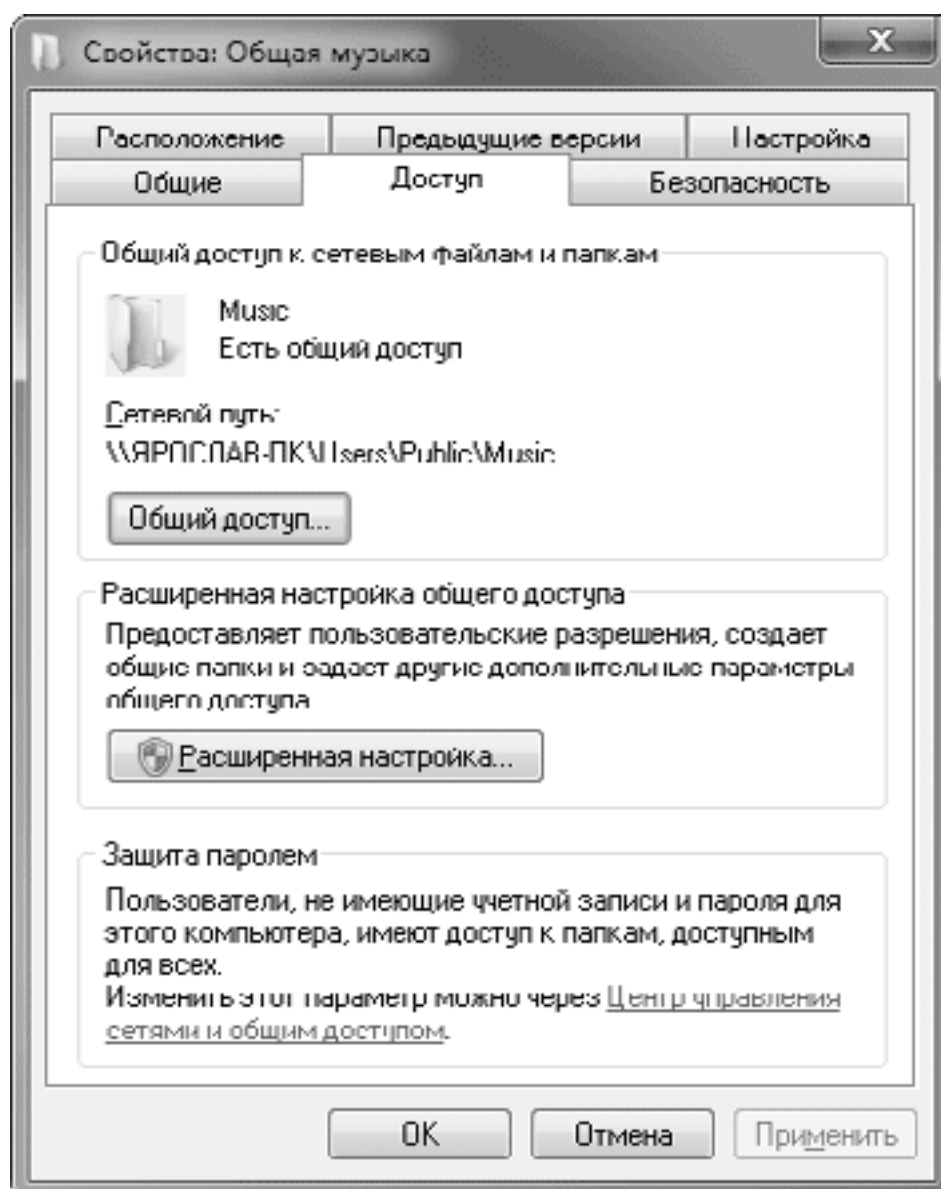 Свойства: Общая музыка
Расположение
Предыдущие версии
Настройка
Общие
Доступ
Безопасность
Общий доступ к сетевым файлам и папкам
Music
Есть общий доступ
Сетевой путь:
\\ЯРОСЛАВ-ПК\Users\Public\Music
Общий доступ...
Расширенная настройка общего доступа
Предоставляет пользовательские разрешения, создает
общие папки и задает другие дополнительные параметры
общего доступа.
Расширенная настройка...
Защита паролем
Пользователи, не имеющие учетной записи и пароля для
этого компьютера, имеют доступ к папкам, доступным
для всех.
Изменить этот параметр можно через Центр управления
сетями и общим доступом.
OK
Отмена
Применить